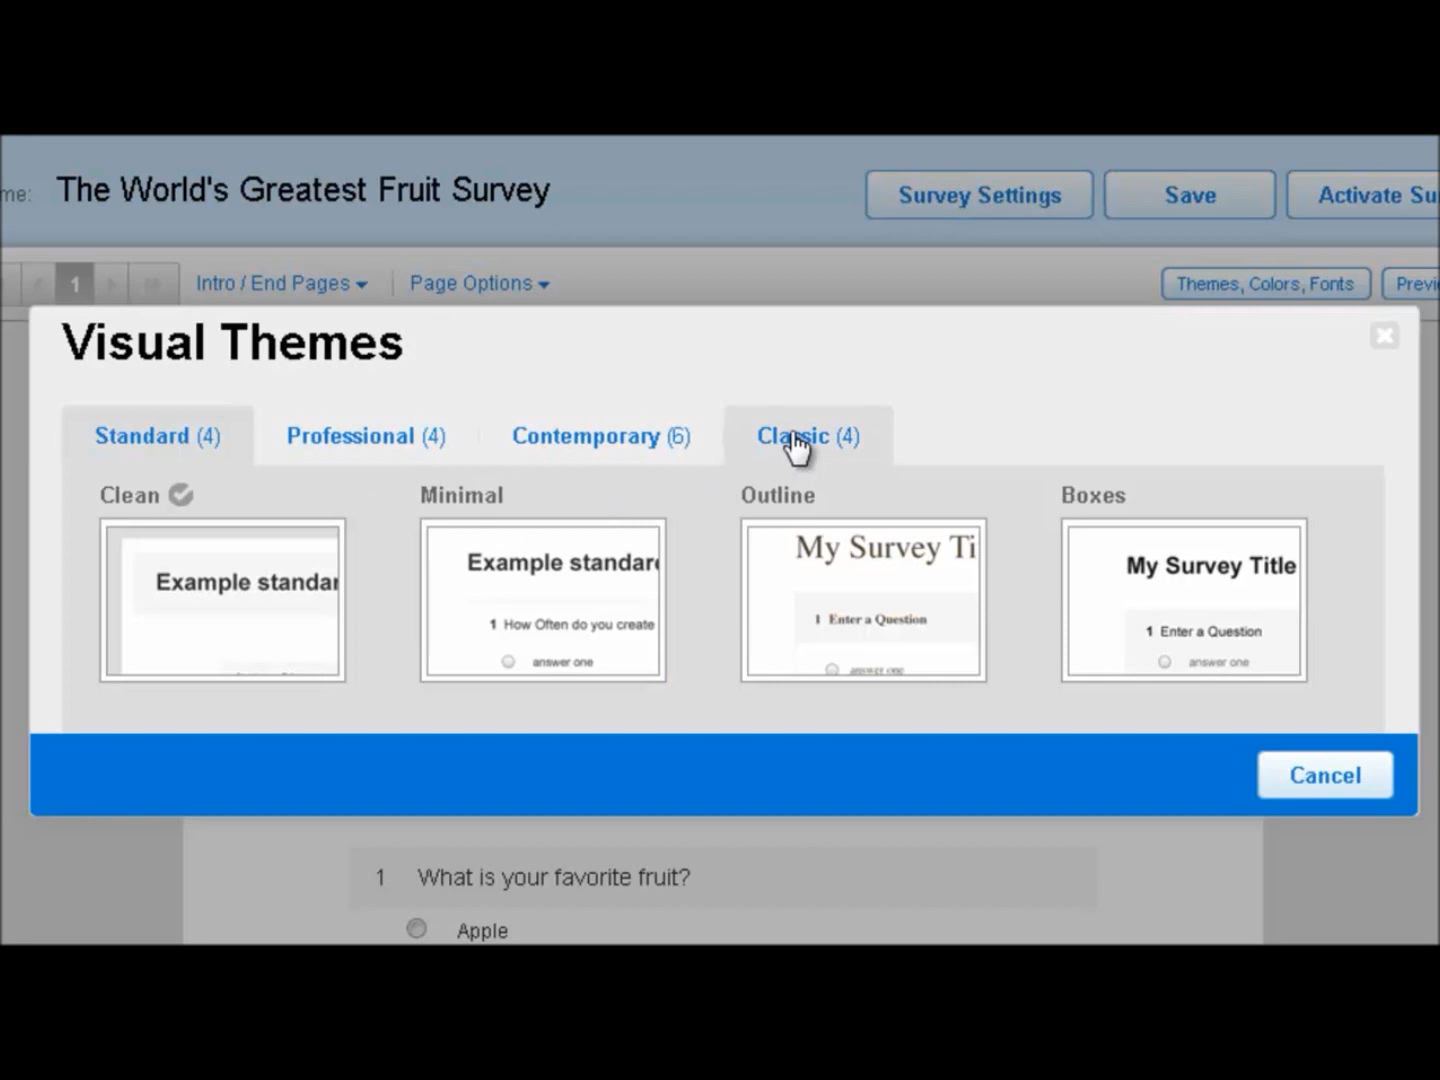 me: The World's Greatest Fruit Survey
Survey Settings
Save
Activate Su
1
Intro / End Pages
Page Options
Themes, Colors, Fonts
Previ
Visual Themes
Standard (4)
Professional (4)
Contemporary (6)
Classic (4)
Clean
Minimal
Outline
Boxes
Example standar
Example standard
1 How Often do you create
answer one
My Survey Ti
1 Enter a Question
answer one
My Survey Title
1 Enter a Question
answer one
Cancel
1 What is your favorite fruit?
Apple